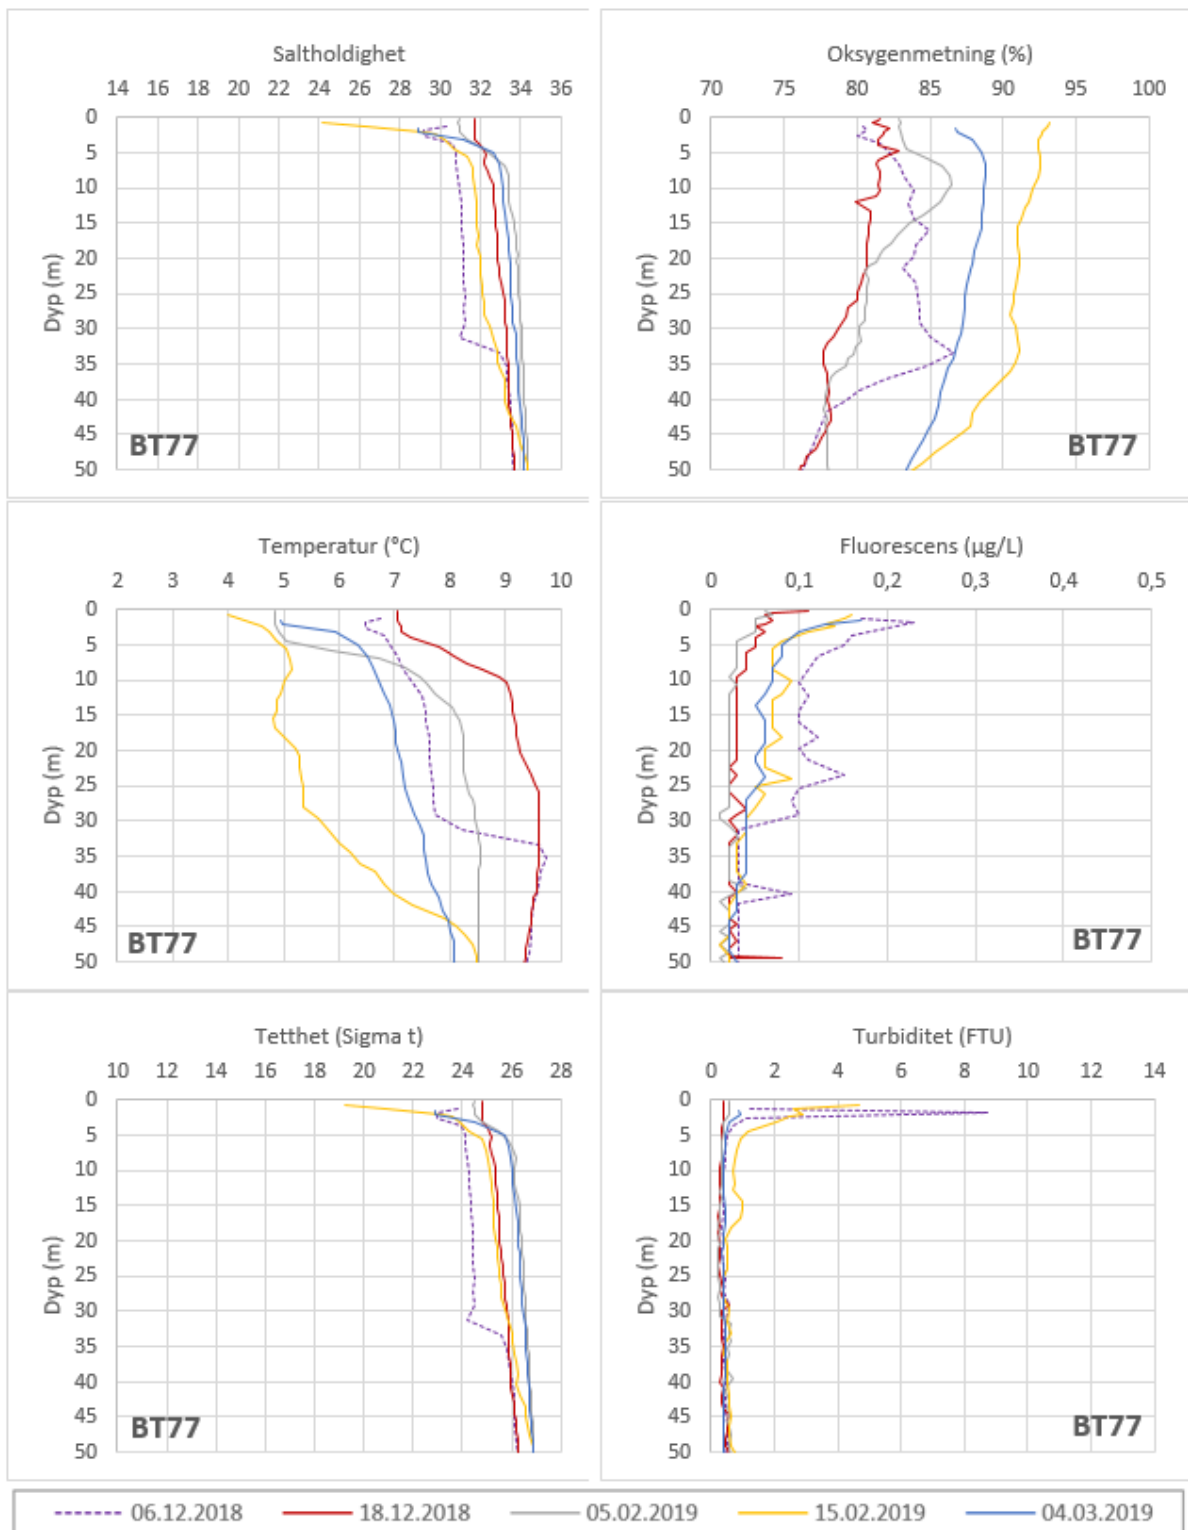 Saltholdighet
14 16 18 20 22 24 26 28 30 32 34 36
0
5
10
15
20
25
30
35
40
45
50
Dyp (m)
BT77
Oksygenmetning (%)
70 75 80 85 90 95 100
0
5
10
15
20
25
30
35
40
45
50
Dyp (m)
BT77
Temperatur (°C)
2 3 4 5 6 7 8 9 10
0
5
10
15
20
25
30
35
40
45
50
Dyp (m)
BT77
Fluorescens (µg/L)
0 0,1 0,2 0,3 0,4 0,5
0
5
10
15
20
25
30
35
40
45
50
Dyp (m)
BT77
Tetthet (Sigma t)
10 12 14 16 18 20 22 24 26 28
0
5
10
15
20
25
30
35
40
45
50
Dyp (m)
BT77
Turbiditet (FTU)
0 2 4 6 8 10 12 14
0
5
10
15
20
25
30
35
40
45
50
Dyp (m)
BT77
06.12.2018 18.12.2018 05.02.2019 15.02.2019 04.03.2019